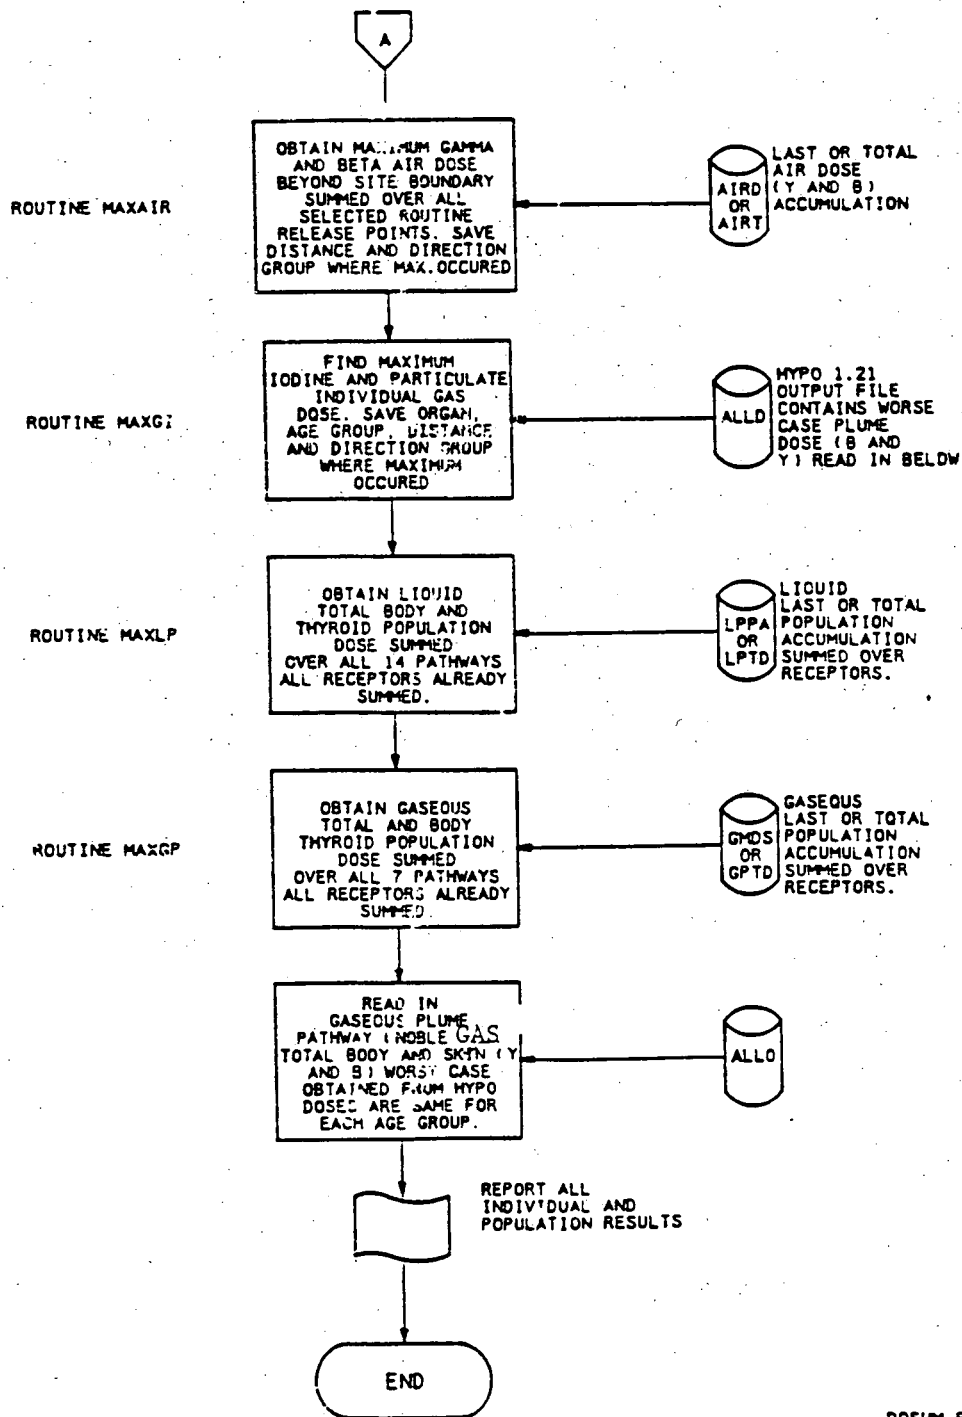 A
ROUTINE MAXAIR
OBTAIN MAXIMUM GAMMA
AND BETA AIR DOSE
BEYOND SITE BOUNDARY
SUMMED OVER ALL
SELECTED ROUTINE
RELEASE POINTS. SAVE
DISTANCE AND DIRECTION
GROUP WHERE MAX.OCCURED
AIRD
OR
AIRT
LAST OR TOTAL
AIR DOSE
(Y AND B)
ACCUMULATION
ROUTINE MAXGI
FIND MAXIMUM
IODINE AND PARTICULATE
INDIVIDUAL GAS
DOSE. SAVE ORGAN,
AGE GROUP, DISTANCE
AND DIRECTION GROUP
WHERE MAXIMUM
OCCURED
ALLD
HYPO 1.21
OUTPUT FILE
CONTAINS WORSE
CASE PLUME
DOSE (B AND
Y) READ IN BELOW
ROUTINE MAXLP
OBTAIN LIQUID
TOTAL BODY AND
THYROID POPULATION
DOSE SUMMED
OVER ALL 14 PATHWAYS
ALL RECEPTORS ALREADY
SUMMED.
LPPA
OR
LPTD
LIQUID
LAST OR TOTAL
POPULATION
ACCUMULATION
SUMMED OVER
RECEPTORS.
ROUTINE MAXGP
OBTAIN GASEOUS
TOTAL AND BODY
THYROID POPULATION
DOSE SUMMED
OVER ALL 7 PATHWAYS
ALL RECEPTORS ALREADY
SUMMED.
GMDS
OR
GPTD
GASEOUS
LAST OR TOTAL
POPULATION
ACCUMULATION
SUMMED OVER
RECEPTORS.
READ IN
GASEOUS PLUME
PATHWAY (NOBLE GAS
TOTAL BODY AND SKIN (Y
AND B) WORST CASE
OBTAINED FROM HYPO
DOSES ARE SAME FOR
EACH AGE GROUP.
ALLD
REPORT ALL
INDIVIDUAL AND
POPULATION RESULTS
END